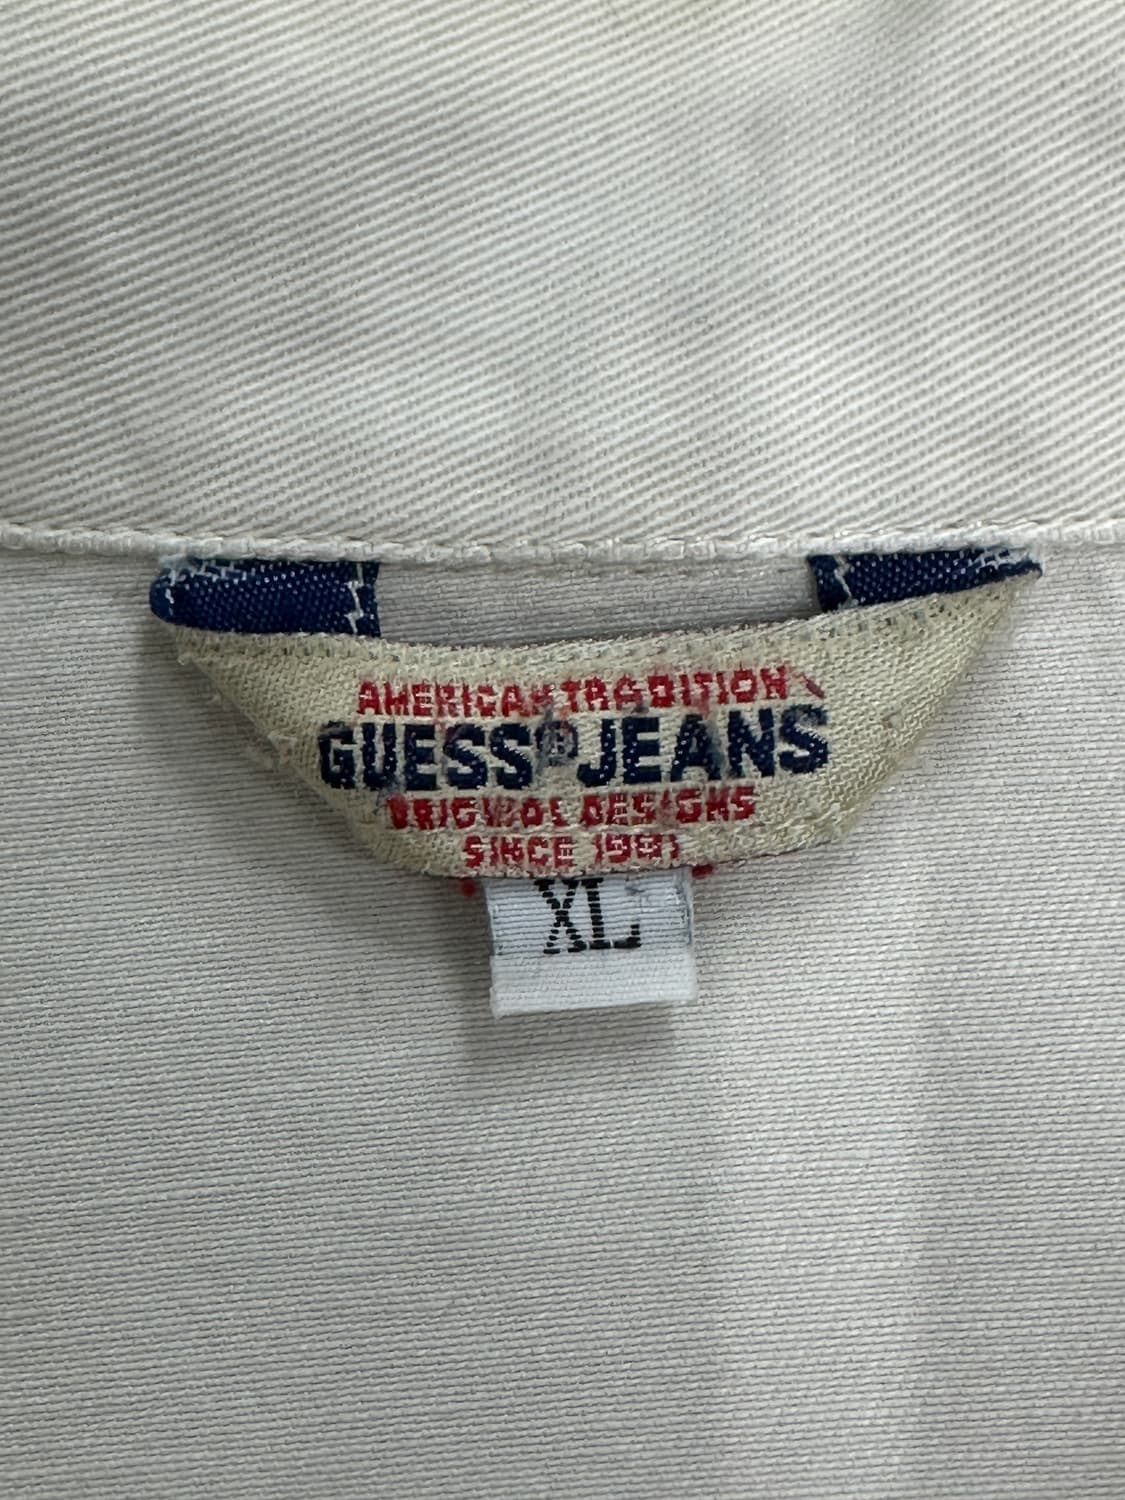 AMERICAN TRADITION
GUESS® JEANS
ORIGINAL DESIGNS
SINCE 1981
XL